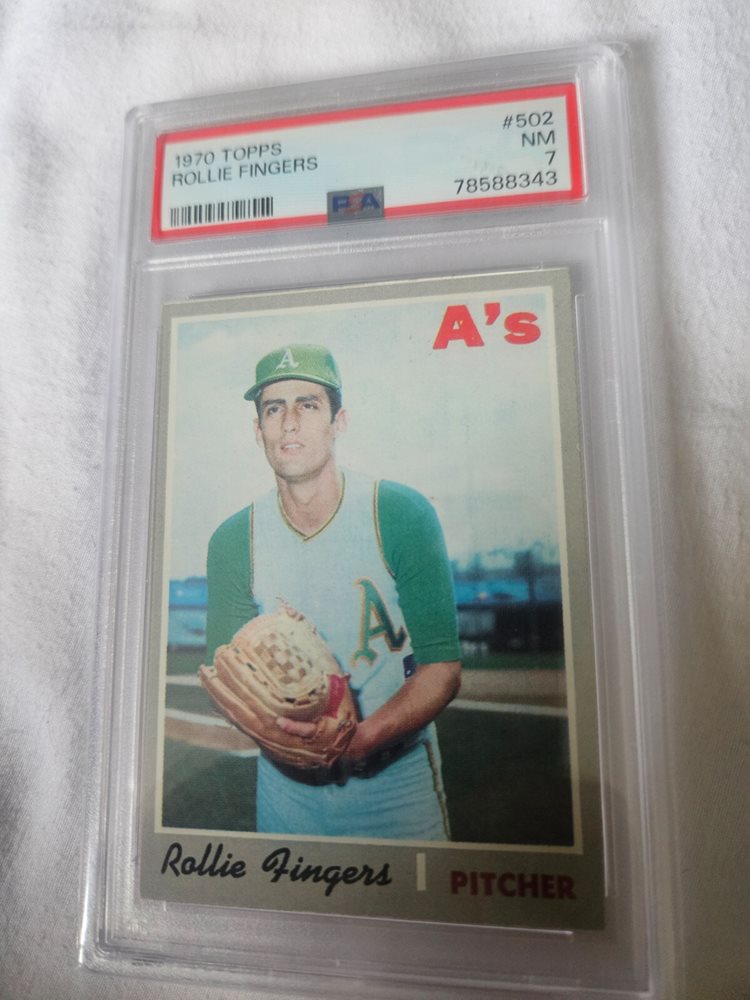 1970 TOPPS
ROLLIE FINGERS
#502
NM
7
78588343
PSA
A's
A
A
Rollie Fingers
PITCHER